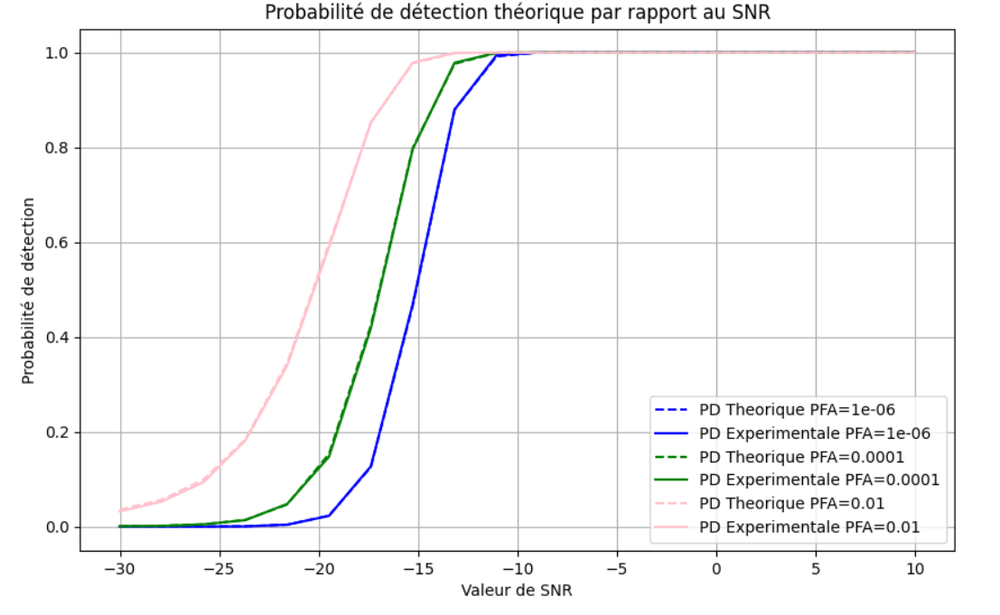 Probabilité de détection théorique par rapport au SNR
Probabilité de détection
1.0
0.8
0.6
0.4
0.2
0.0
−30
−25
−20
−15
−10
−5
0
5
10
Valeur de SNR
PD Theorique PFA=1e-06
PD Experimentale PFA=1e-06
PD Theorique PFA=0.0001
PD Experimentale PFA=0.0001
PD Theorique PFA=0.01
PD Experimentale PFA=0.01